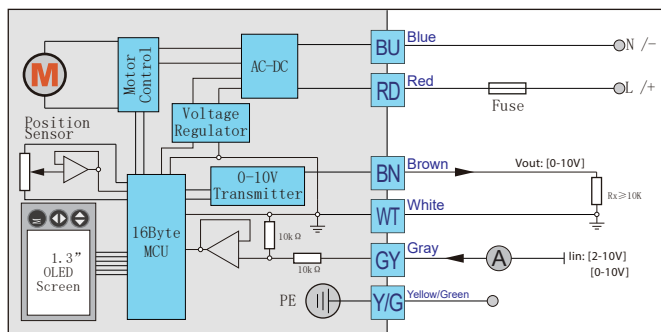 M
Motor
Control
AC-DC
Voltage
Regulator
Position
Sensor
0-10V
Transmitter
16Byte
MCU
1.3”
OLED
Screen
10kΩ
10kΩ
PE
BU
Blue
N /-
RD
Red
Fuse
L /+
BN
Brown
Vout: [0-10V]
Rx≥10K
WT
White
GY
Gray
A
Iin: [2-10V]
[0-10V]
Y/G
Yellow/Green